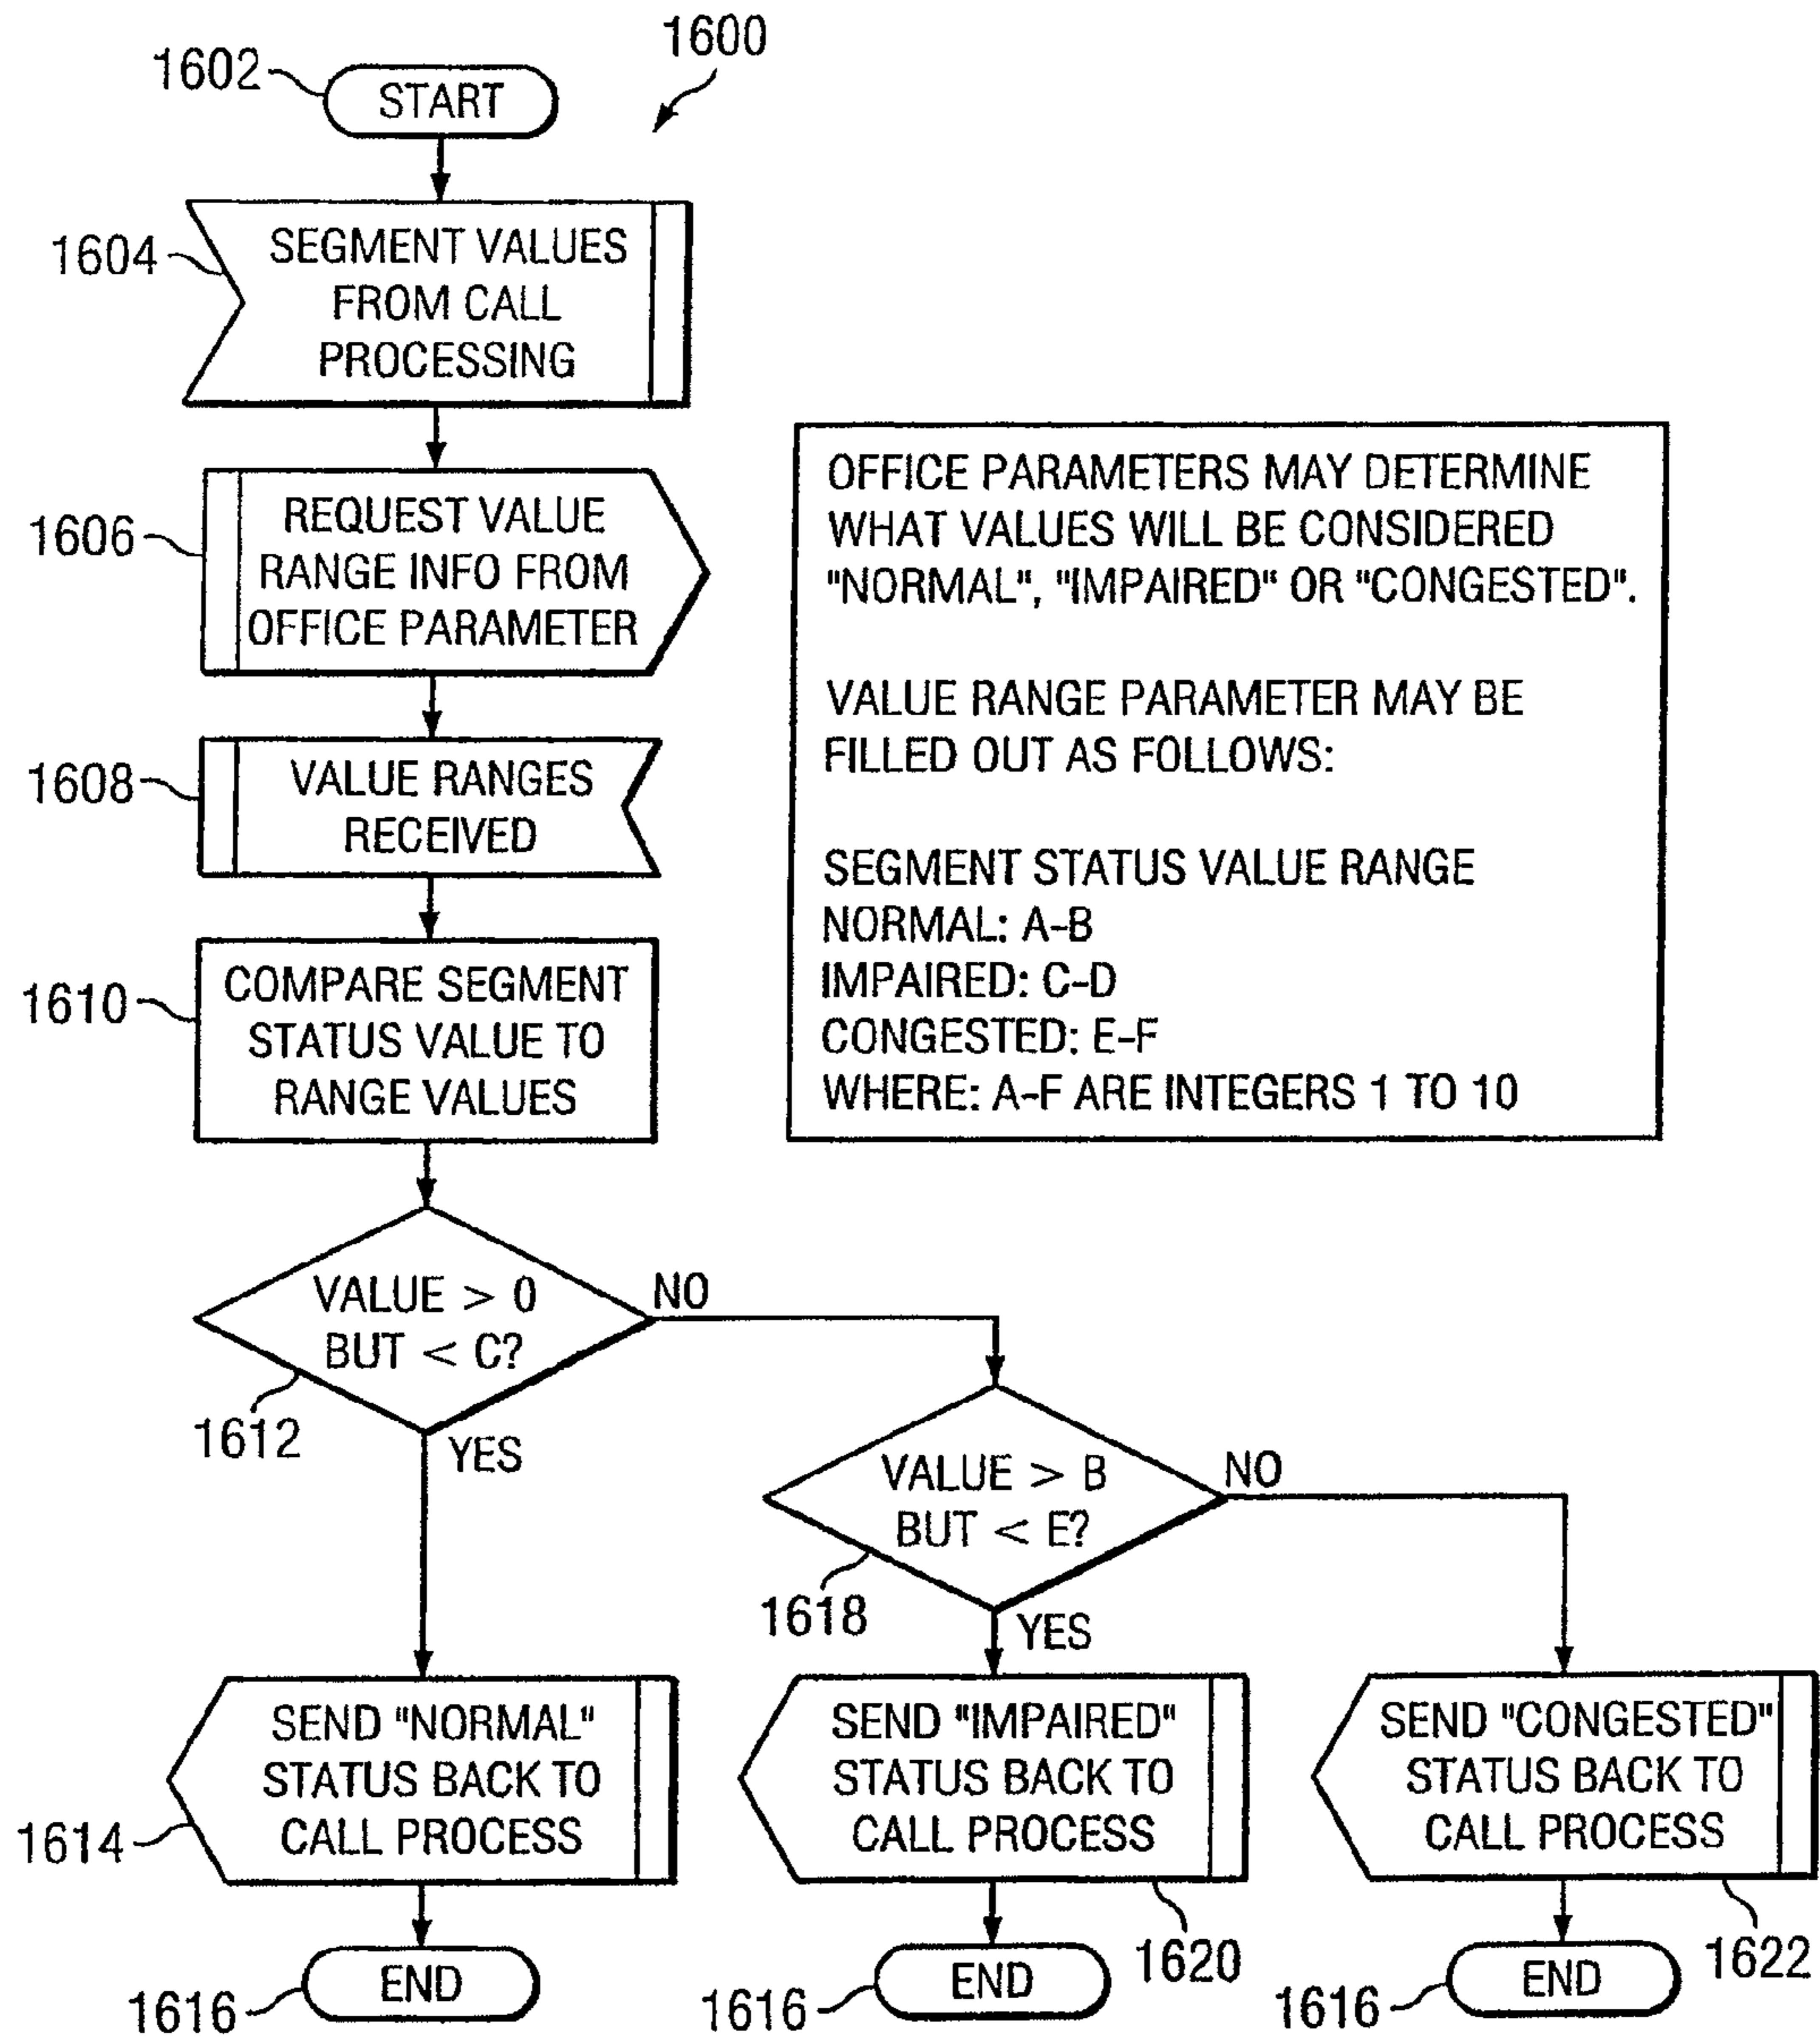 1600
1602
START
1604
SEGMENT VALUES
FROM CALL
PROCESSING
1606
REQUEST VALUE
RANGE INFO FROM
OFFICE PARAMETER
1608
VALUE RANGES
RECEIVED
1610
COMPARE SEGMENT
STATUS VALUE TO
RANGE VALUES
OFFICE PARAMETERS MAY DETERMINE
WHAT VALUES WILL BE CONSIDERED
"NORMAL", "IMPAIRED" OR "CONGESTED".
VALUE RANGE PARAMETER MAY BE
FILLED OUT AS FOLLOWS:
SEGMENT STATUS VALUE RANGE
NORMAL: A-B
IMPAIRED: C-D
CONGESTED: E-F
WHERE: A-F ARE INTEGERS 1 TO 10
VALUE > 0
BUT < C?
NO
1612
YES
VALUE > B
BUT < E?
NO
1618
YES
SEND "NORMAL"
STATUS BACK TO
CALL PROCESS
1614
SEND "IMPAIRED"
STATUS BACK TO
CALL PROCESS
1620
SEND "CONGESTED"
STATUS BACK TO
CALL PROCESS
1622
END
1616
END
1616
END
1616